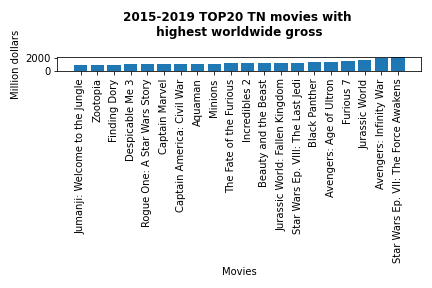 2015-2019 TOP20 TN movies with
highest worldwide gross
Million dollars
2000
0
Jumanji: Welcome to the Jungle
Zootopia
Finding Dory
Despicable Me 3
Rogue One: A Star Wars Story
Captain Marvel
Captain America: Civil War
Aquaman
Minions
The Fate of the Furious
Incredibles 2
Beauty and the Beast
Jurassic World: Fallen Kingdom
Star Wars Ep. VIII: The Last Jedi
Black Panther
Avengers: Age of Ultron
Furious 7
Jurassic World
Avengers: Infinity War
Star Wars Ep. VII: The Force Awakens
Movies